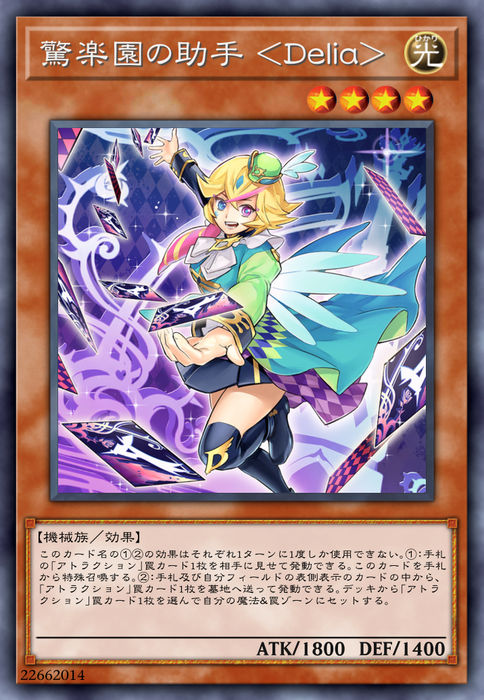 驚楽園の助手 <Delia>
ひかり
光
【機械族／効果】
このカード名の①②の効果はそれぞれ1ターンに1度しか使用できない。①：手札
の「アトラクション」罠カード1枚を相手に見せて発動できる。このカードを手札
から特殊召喚する。②：手札及び自分フィールドの表側表示のカードの中から、
「アトラクション」罠カード1枚を墓地へ送って発動できる。デッキから「アトラ
クション」罠カード1枚を選んで自分の魔法&罠ゾーンにセットする。
ATK/1800 DEF/1400
22662014